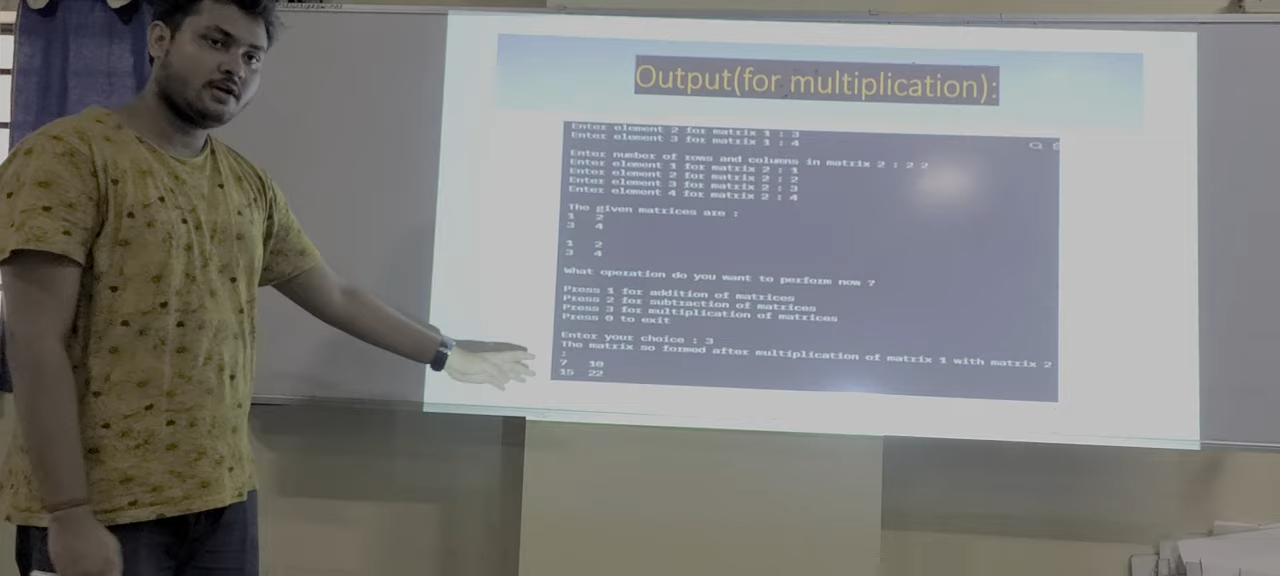 Output(for multiplication):
Enter element 2 for matrix 1 : 3
Enter element 3 for matrix 1 : 4
Enter number of rows and columns in matrix 2 : 2 2
Enter element 1 for matrix 2 : 1
Enter element 2 for matrix 2 : 2
Enter element 3 for matrix 2 : 3
Enter element 4 for matrix 2 : 4
The given matrices are :
1 2
3 4
1 2
3 4
What operation do you want to perform now ?
Press 1 for addition of matrices
Press 2 for subtraction of matrices
Press 3 for multiplication of matrices
Press 0 to exit
Enter your choice : 3
The matrix so formed after multiplication of matrix 1 with matrix 2
:
7 10
15 22